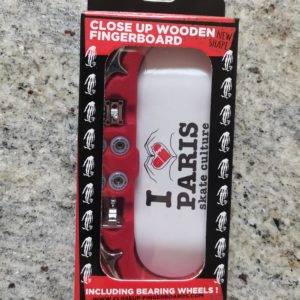 CLOSE UP WOODEN
FINGERBOARD
NEW
SHAPE
I
PARIS
skate culture
INCLUDING BEARING WHEELS !